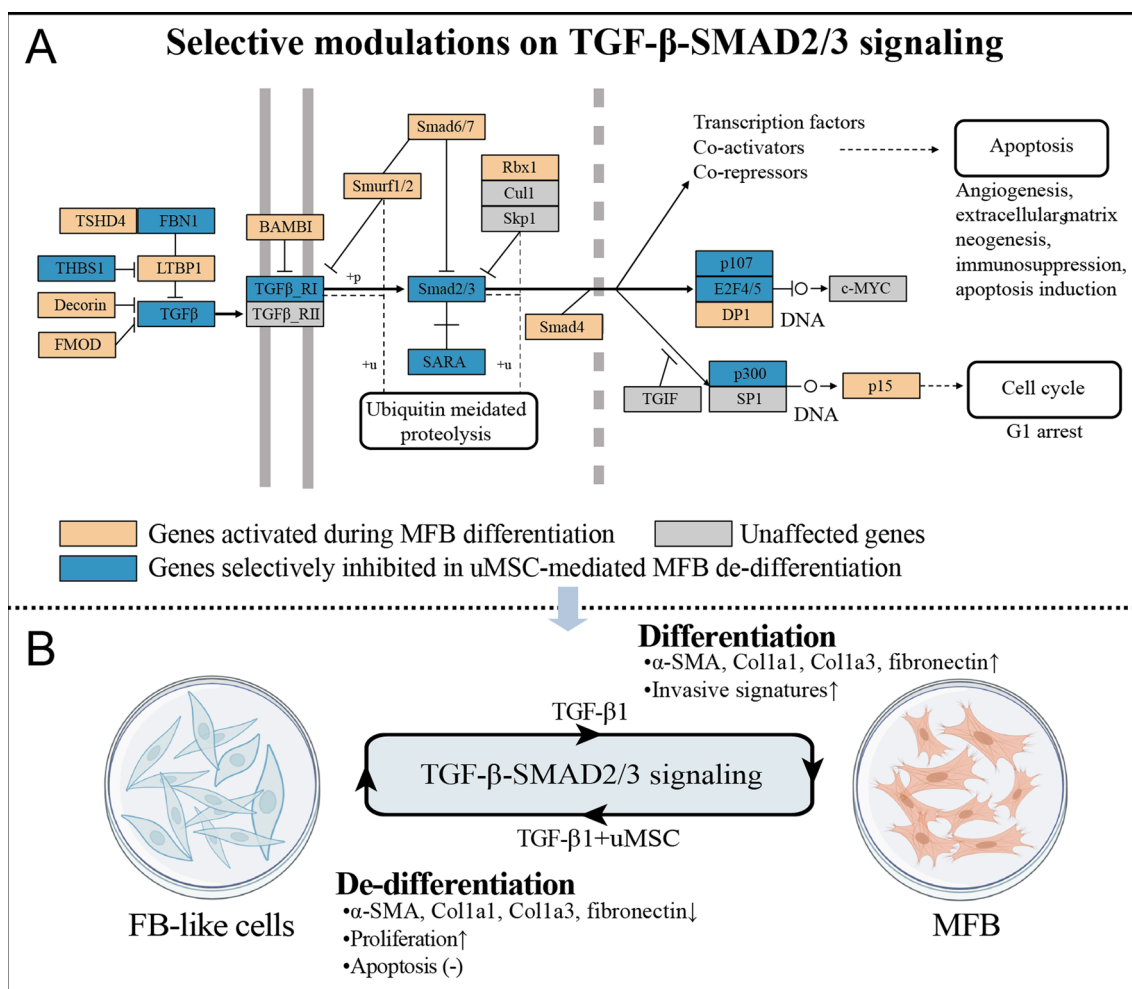 A
Selective modulations on TGF-β-SMAD2/3 signaling
Smad6/7
Transcription factors
Co-activators
Co-repressors
Apoptosis
Rbx1
Cul1
Skp1
Smurf1/2
Angiogenesis,
extracellular matrix
neogenesis,
immunosuppression,
apoptosis induction
TSHD4
FBN1
BAMBI
THBS1
LTBP1
+p
p107
TGFβ_RI
Smad2/3
E2F4/5
c-MYC
Decorin
TGFβ
TGFβ_RII
DP1
DNA
Smad4
FMOD
SARA
+u
+u
p300
TGIF
SP1
p15
Cell cycle
DNA
Ubiquitin meidated
proteolysis
G1 arrest
Genes activated during MFB differentiation
Unaffected genes
Genes selectively inhibited in uMSC-mediated MFB de-differentiation
B
Differentiation
•α-SMA, Col1a1, Col1a3, fibronectin↑
•Invasive signatures↑
TGF-β1
TGF-β-SMAD2/3 signaling
TGF-β1+uMSC
De-differentiation
•α-SMA, Col1a1, Col1a3, fibronectin↓
•Proliferation↑
•Apoptosis (-)
FB-like cells
MFB